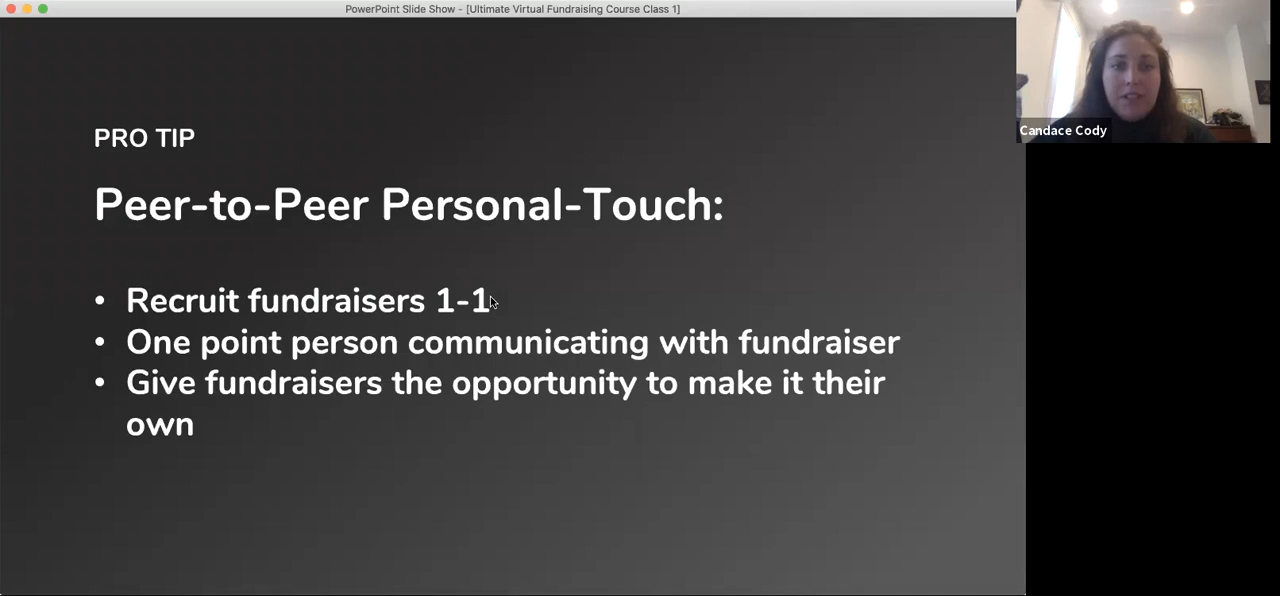 PowerPoint Slide Show - [Ultimate Virtual Fundraising Course Class 1]
PRO TIP
Peer-to-Peer Personal-Touch:
• Recruit fundraisers 1-1
• One point person communicating with fundraiser
• Give fundraisers the opportunity to make it their
own
Candace Cody